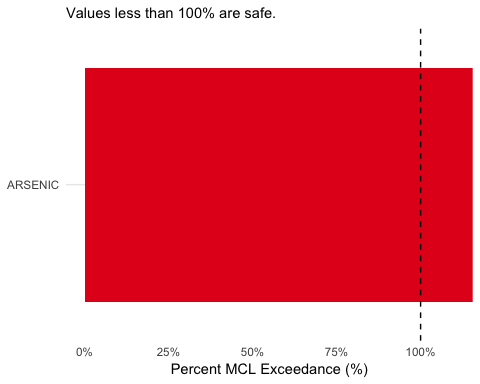 Values less than 100% are safe.
ARSENIC
0% 25% 50% 75% 100%
Percent MCL Exceedance (%)